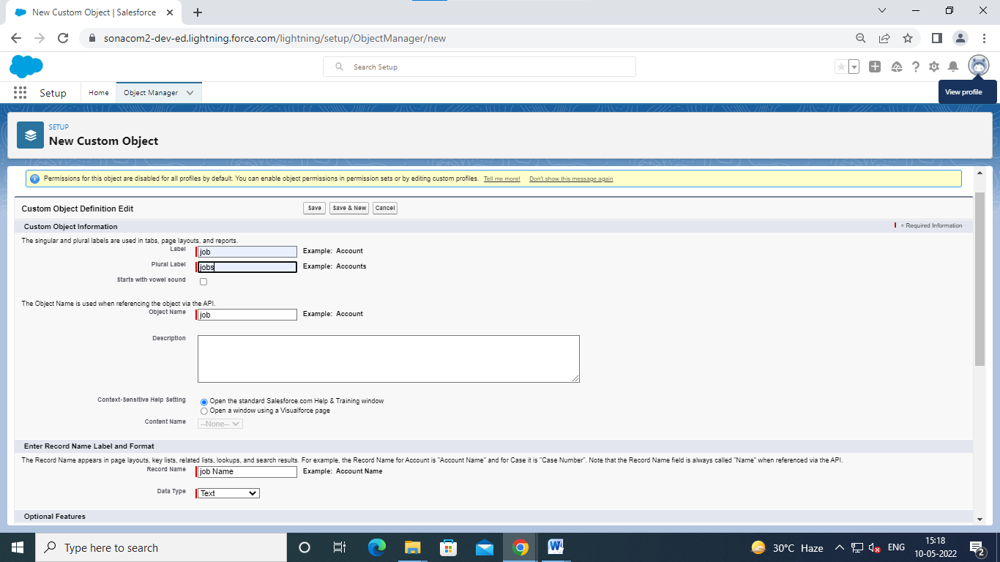 New Custom Object | Salesforce
sonacom2-dev-ed.lightning.force.com/lightning/setup/ObjectManager/new
Search Setup
Setup
Home
Object Manager
View profile
SETUP
New Custom Object
Permissions for this object are disabled for all profiles by default. You can enable object permissions in permission sets or by editing custom profiles. Tell me more! Don't show this message again
Custom Object Definition Edit
Save
Save & New
Cancel
Custom Object Information
= Required Information
The singular and plural labels are used in tabs, page layouts, and reports.
Label
job
Example: Account
Plural Label
jobs
Example: Accounts
Starts with vowel sound
The Object Name is used when referencing the object via the API.
Object Name
job
Example: Account
Description
Context-Sensitive Help Setting
Open the standard Salesforce.com Help & Training window
Open a window using a Visualforce page
Content Name
--None--
Enter Record Name Label and Format
The Record Name appears in page layouts, key lists, related lists, lookups, and search results. For example, the Record Name for Account is "Account Name" and for Case it is "Case Number". Note that the Record Name field is always called "Name" when referenced via the API.
Record Name
job Name
Example: Account Name
Data Type
Text
Optional Features
Type here to search
30°C Haze
ENG
15:18
10-05-2022
2